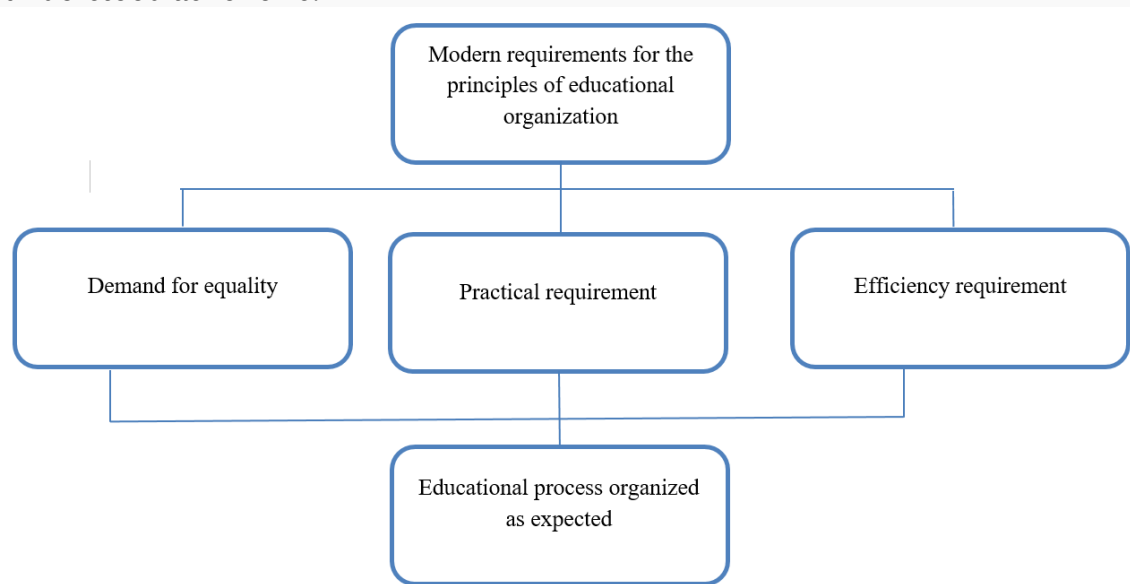 Modern requirements for the
principles of educational
organization
Demand for equality
Practical requirement
Efficiency requirement
Educational process organized
as expected